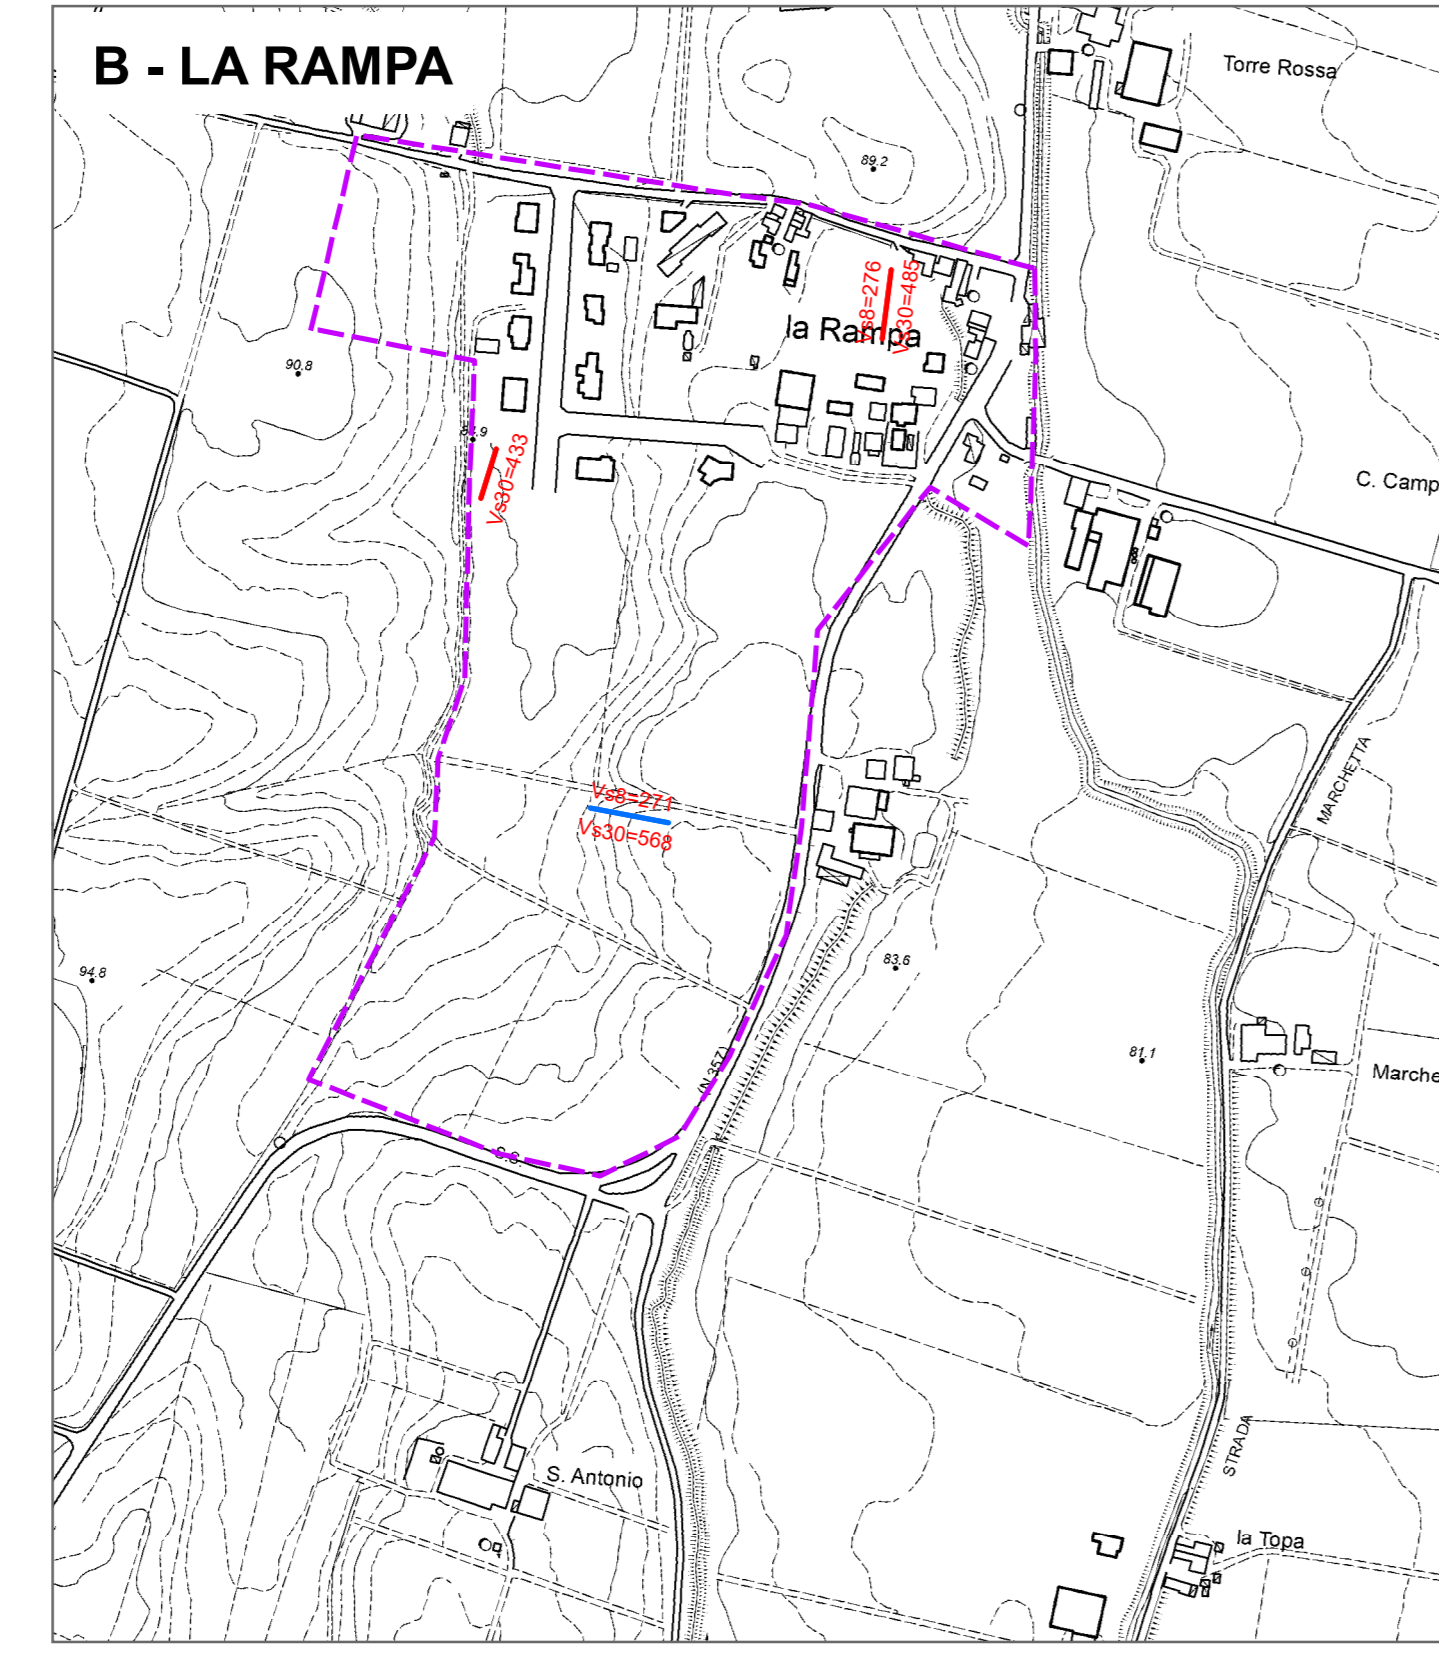 B - LA RAMPA
Torre Rossa
89.2
Vs8=276
Vs30=485
la Rampa
90.8
Vs30=433
C. Camp
MARCHETTA
Vs8=271
Vs30=568
94.8
83.6
81.1
(N.357)
Marche
S.S.
STRADA
S. Antonio
la Topa